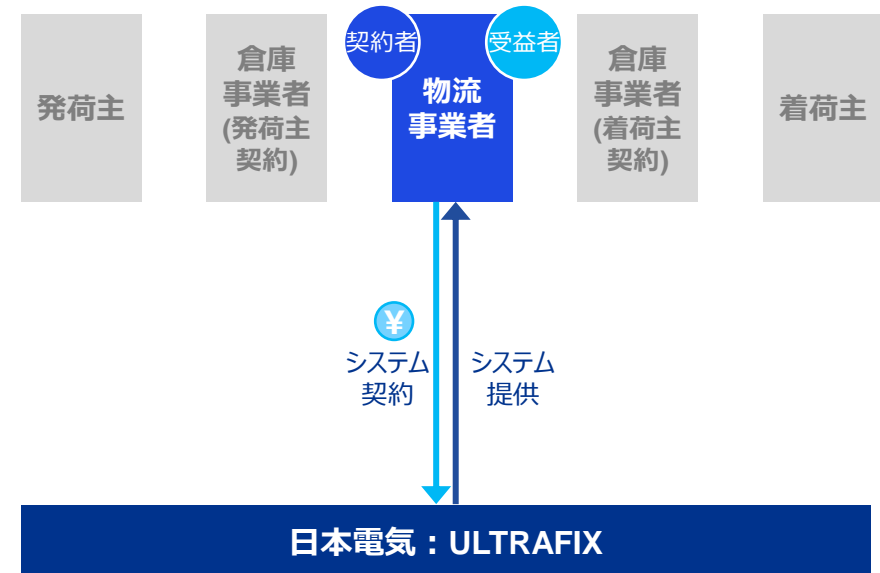 発荷主
倉庫
事業者
(発荷主
契約)
契約者
受益者
物流
事業者
倉庫
事業者
(着荷主
契約)
着荷主
¥
システム
契約
システム
提供
日本電気：ULTRAFIX